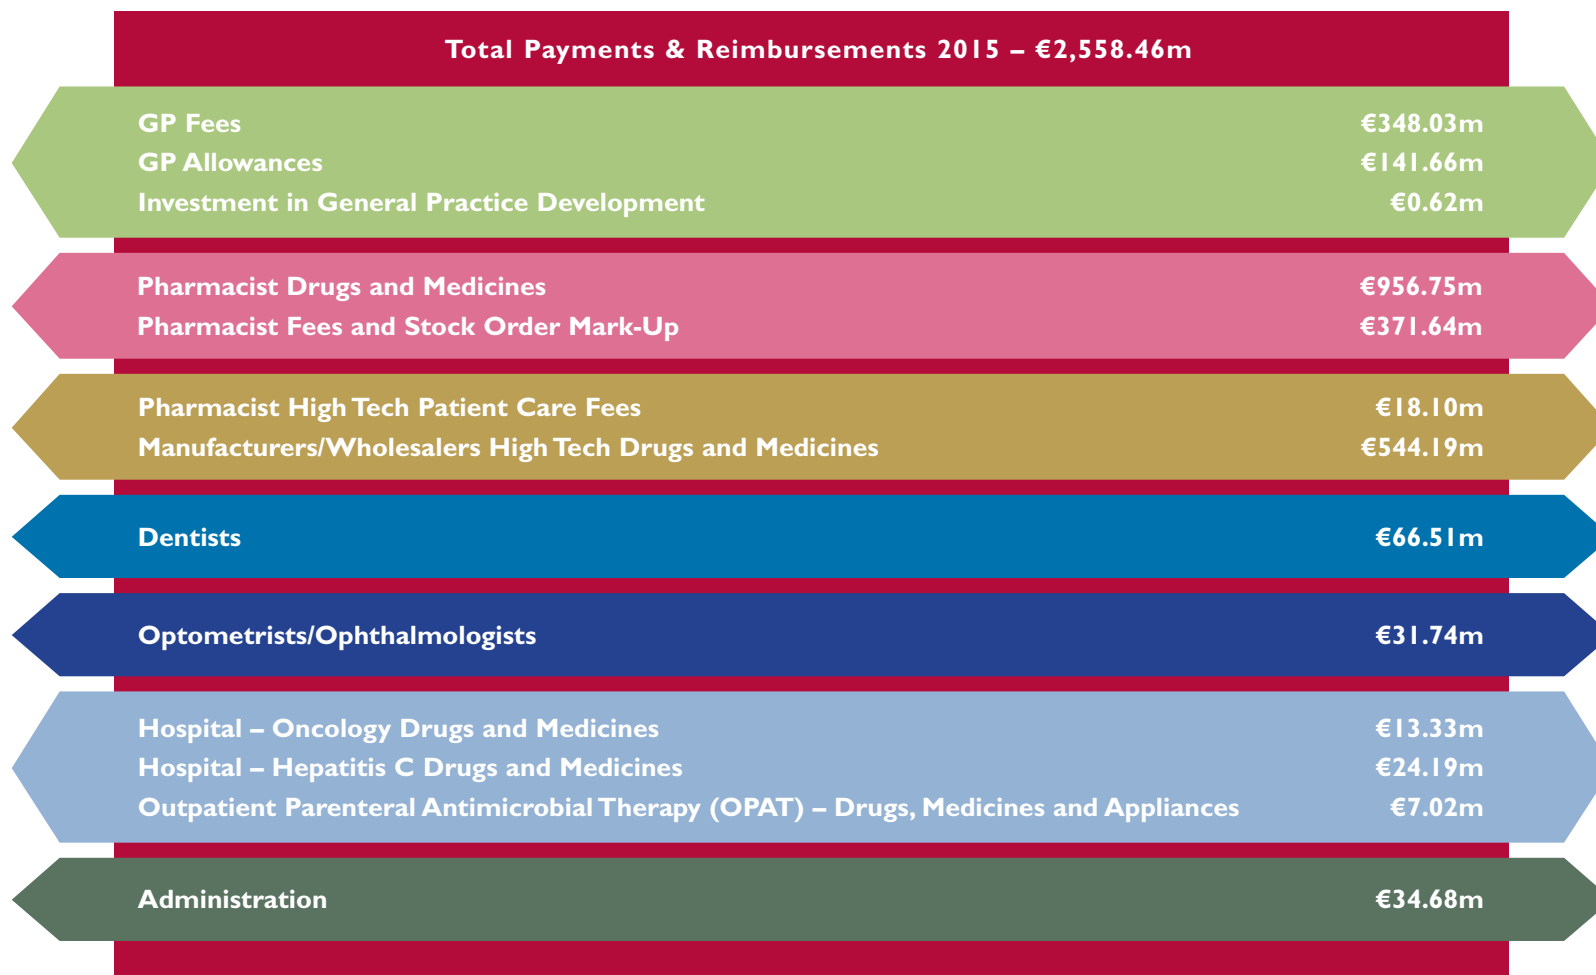 Total Payments & Reimbursements 2015 – €2,558.46m
GP Fees €348.03m
GP Allowances €141.66m
Investment in General Practice Development €0.62m
Pharmacist Drugs and Medicines €956.75m
Pharmacist Fees and Stock Order Mark-Up €371.64m
Pharmacist High Tech Patient Care Fees €18.10m
Manufacturers/Wholesalers High Tech Drugs and Medicines €544.19m
Dentists €66.51m
Optometrists/Ophthalmologists €31.74m
Hospital – Oncology Drugs and Medicines €13.33m
Hospital – Hepatitis C Drugs and Medicines €24.19m
Outpatient Parenteral Antimicrobial Therapy (OPAT) – Drugs, Medicines and Appliances €7.02m
Administration €34.68m